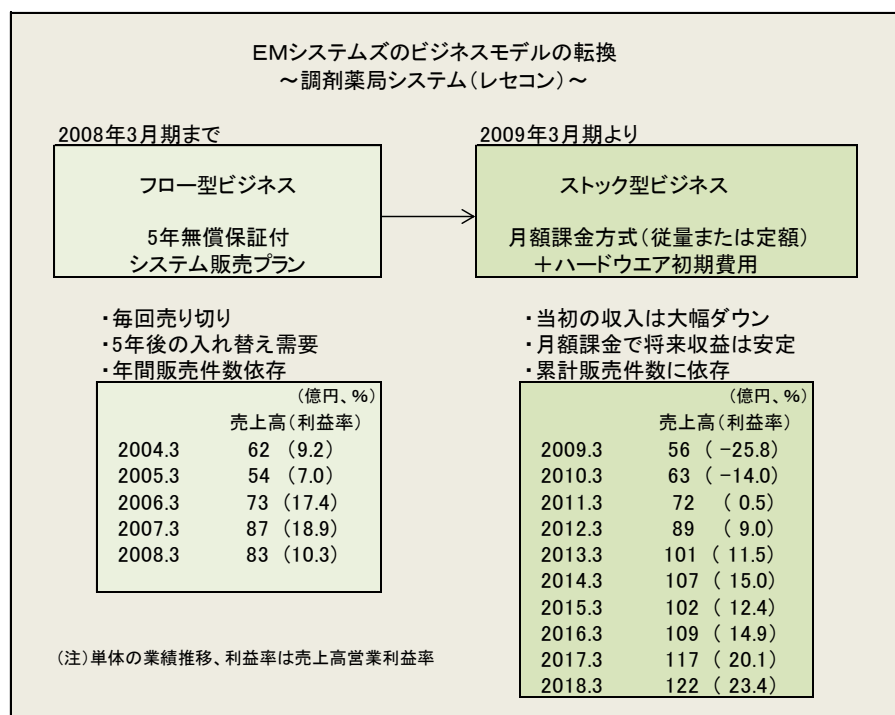 EMシステムズのビジネスモデルの転換
～調剤薬局システム(レセコン)～
2008年3月期まで
フロー型ビジネス
5年無償保証付
システム販売プラン
・毎回売り切り
・5年後の入れ替え需要
・年間販売件数依存
(億円、%)
売上高(利益率)
2004.3 62 (9.2)
2005.3 54 (7.0)
2006.3 73 (17.4)
2007.3 87 (18.9)
2008.3 83 (10.3)
2009年3月期より
ストック型ビジネス
月額課金方式(従量または定額)
+ハードウエア初期費用
・当初の収入は大幅ダウン
・月額課金で将来収益は安定
・累計販売件数に依存
(億円、%)
売上高(利益率)
2009.3 56 ( -25.8)
2010.3 63 ( -14.0)
2011.3 72 ( 0.5)
2012.3 89 ( 9.0)
2013.3 101 ( 11.5)
2014.3 107 ( 15.0)
2015.3 102 ( 12.4)
2016.3 109 ( 14.9)
2017.3 117 ( 20.1)
2018.3 122 ( 23.4)
(注)単体の業績推移、利益率は売上高営業利益率